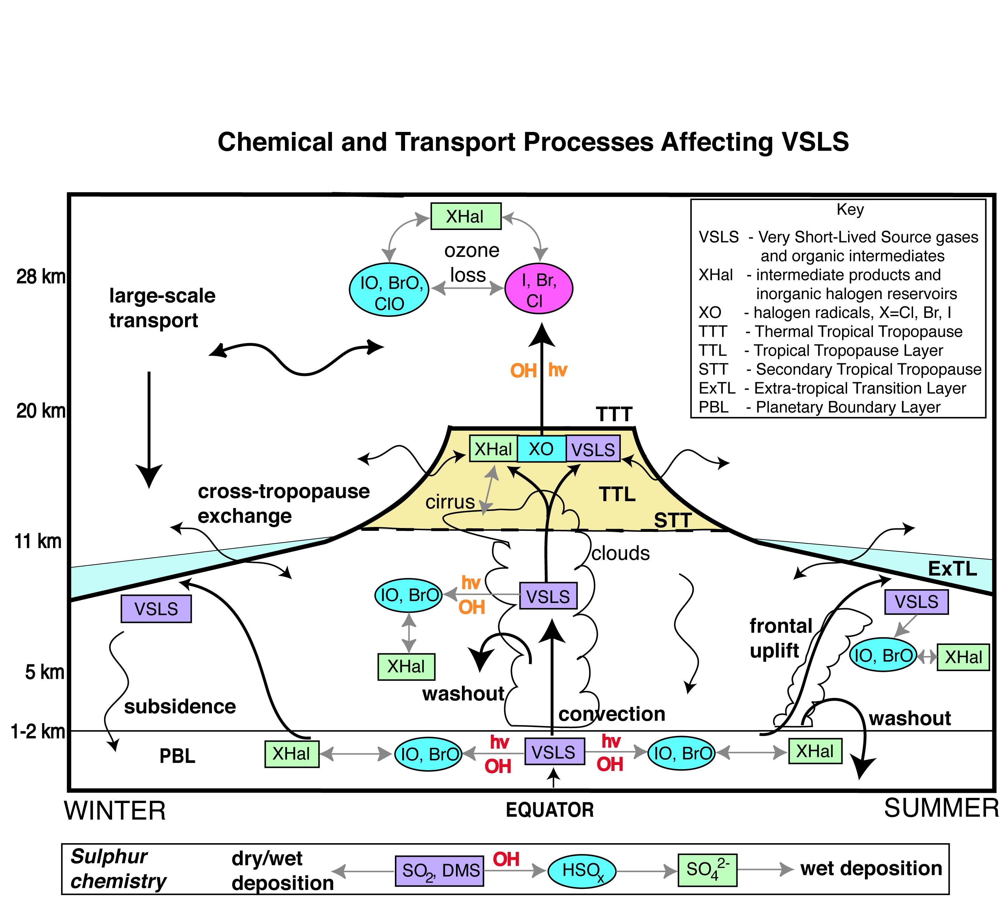 Chemical and Transport Processes Affecting VSLS
Key
VSLS - Very Short-Lived Source gases
and organic intermediates
XHal - intermediate products and
inorganic halogen reservoirs
XO - halogen radicals, X=Cl, Br, I
TTT - Thermal Tropical Tropopause
TTL - Tropical Tropopause Layer
STT - Secondary Tropical Tropopause
ExTL - Extra-tropical Transition Layer
PBL - Planetary Boundary Layer
XHal
ozone
loss
IO, BrO,
ClO
I, Br,
Cl
28 km
large-scale
transport
OH hv
20 km
TTT
XHal XO VSLS
cross-tropopause
exchange
cirrus
TTL
STT
11 km
clouds
ExTL
hv
OH
IO, BrO
VSLS
VSLS
VSLS
frontal
uplift
IO, BrO
XHal
XHal
5 km
washout
subsidence
convection
washout
1-2 km
PBL
XHal
IO, BrO
hv
OH
VSLS
hv
OH
IO, BrO
XHal
WINTER
EQUATOR
SUMMER
Sulphur
chemistry
dry/wet
deposition
SO2, DMS
OH
HSOx
SO4 2-
wet deposition